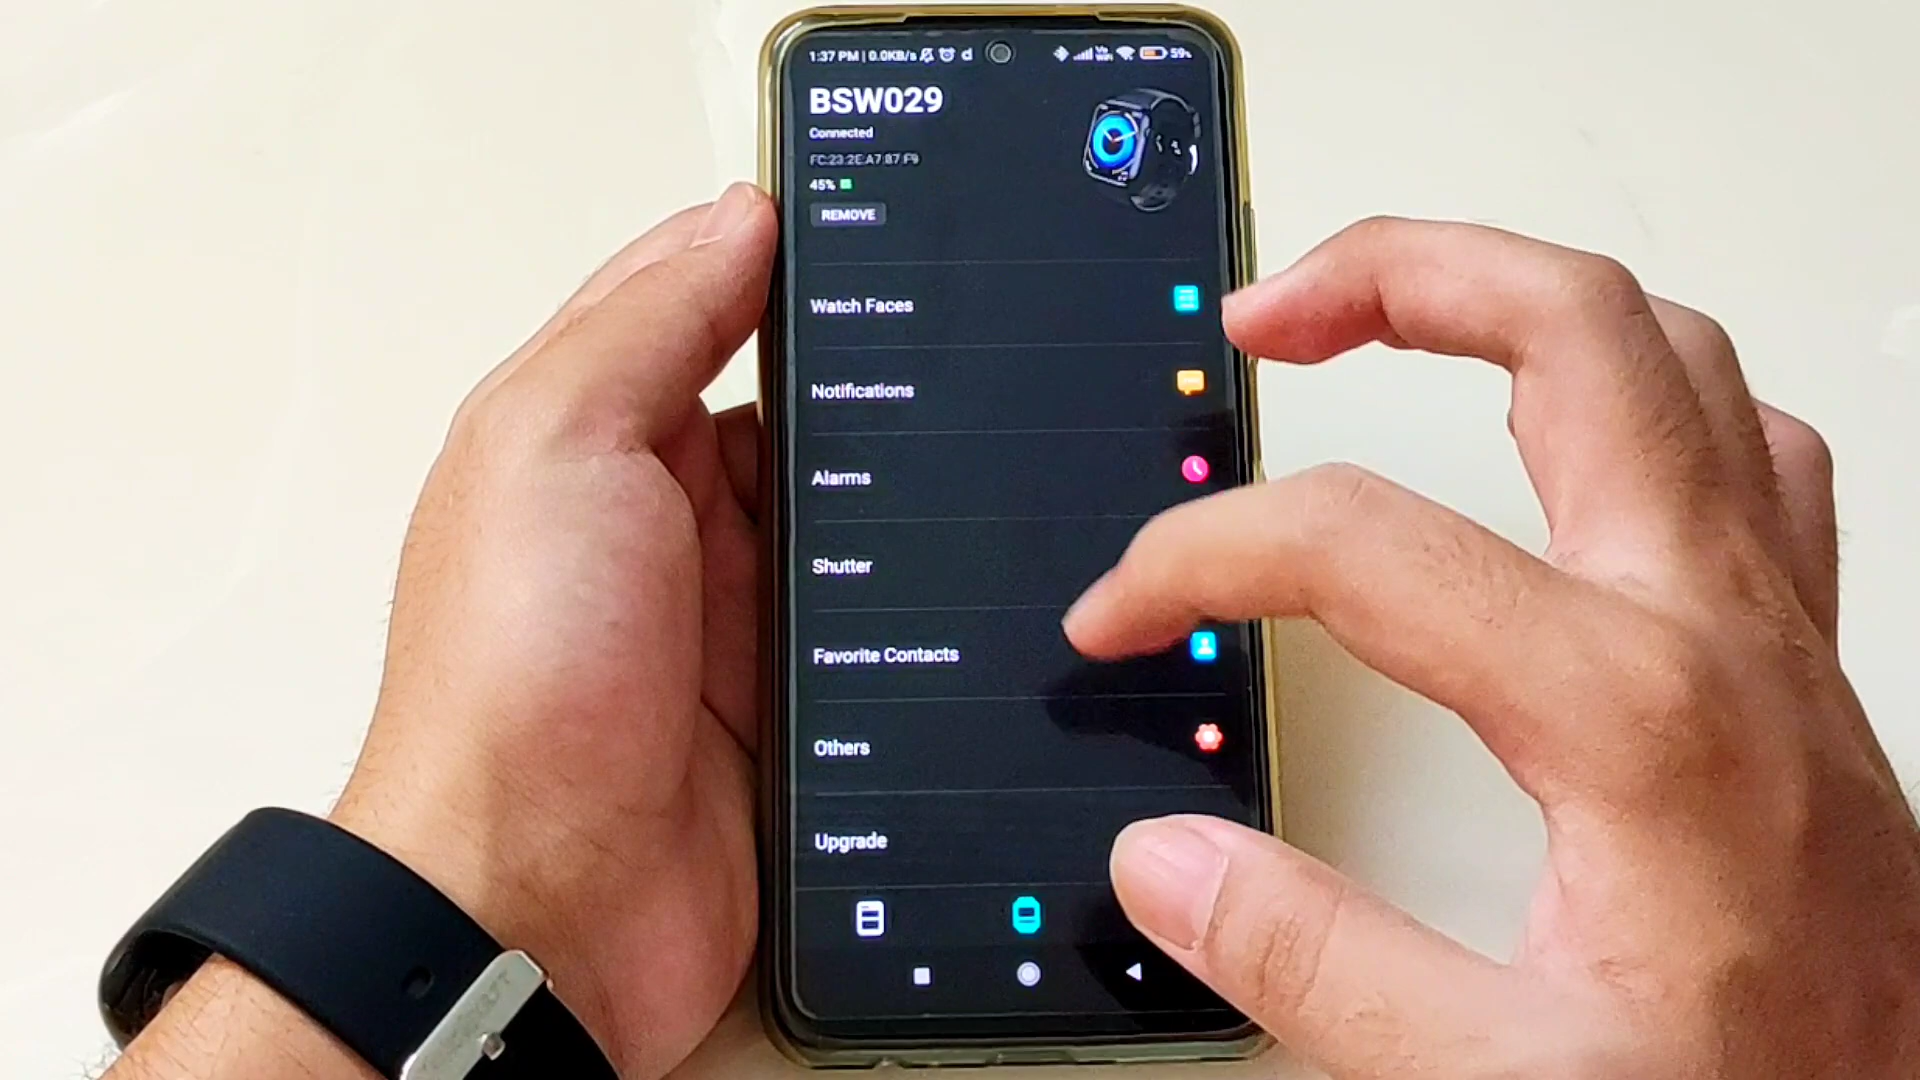 1:37 PM | 0.0KB/s d 59%
BSW029
Connected
FC:23:2E:A7:87:F9
45%
REMOVE
Watch Faces
Notifications
Alarms
Shutter
Favorite Contacts
Others
Upgrade